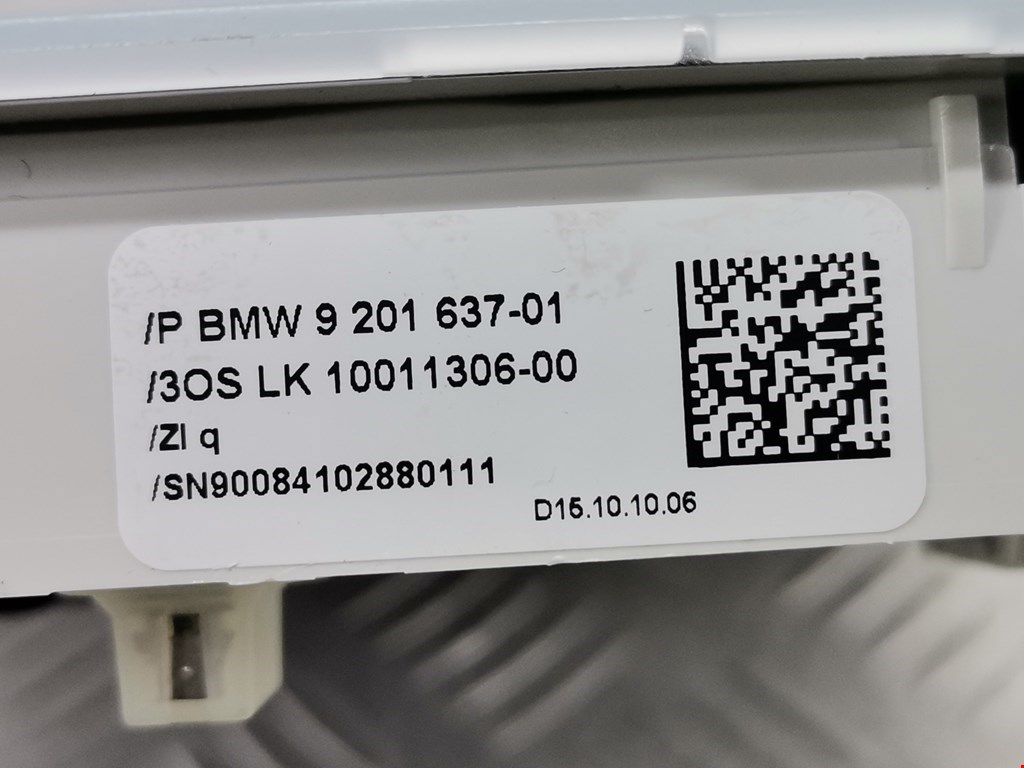 /P BMW 9 201 637-01
/3OS LK 10011306-00
/ZI q
/SN90084102880111
D15.10.10.06